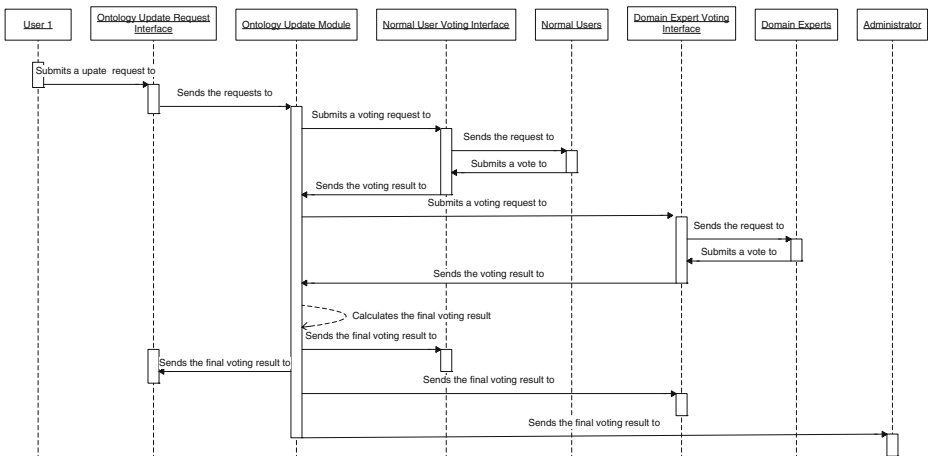 User 1
Ontology Update Request
Interface
Ontology Update Module
Normal User Voting Interface
Normal Users
Domain Expert Voting
Interface
Domain Experts
Administrator
Submits a upate request to
Sends the requests to
Submits a voting request to
Sends the request to
Submits a vote to
Sends the voting result to
Submits a voting request to
Sends the request to
Submits a vote to
Sends the voting result to
Calculates the final voting result
Sends the final voting result to
Sends the final voting result to
Sends the final voting result to
Sends the final voting result to